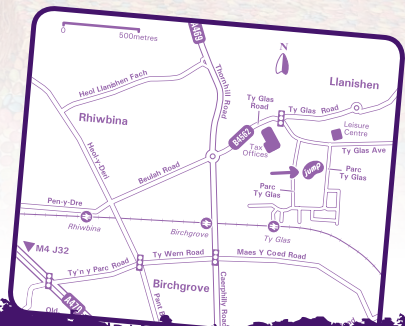 0
500metres
A469
N
Llanishen
Heol Llanishen Fach
Thornhill Road
Rhiwbina
Ty Glas
Road
Ty Glas Road
B4562
Leisure
Centre
Tax
Offices
Ty Glas Ave
Heol-y-Deri
Beulah Road
jump
Parc
Ty Glas
Parc
Ty Glas
Pen-y-Dre
Rhiwbina
Birchgrove
Ty Glas
M4 J32
Ty'n y Parc Road
Ty Wern Road
Maes Y Coed Road
Birchgrove
Caerphilly Road
A470
Old